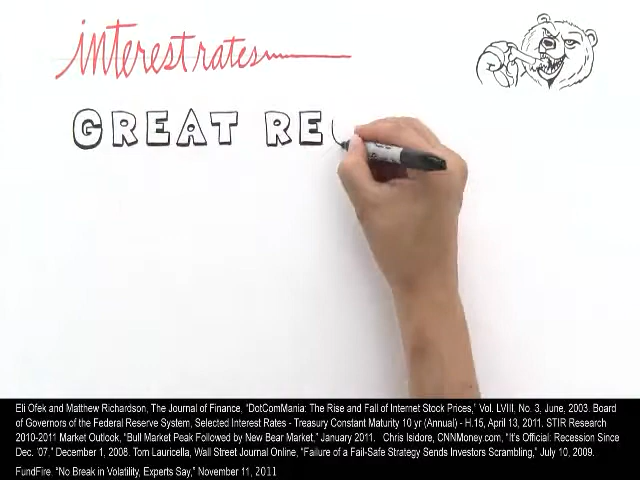 interest rates
GREAT RE
Eli Ofek and Matthew Richardson, The Journal of Finance, "DotComMania: The Rise and Fall of Internet Stock Prices," Vol. LVIII. No. 3, June, 2003. Board
of Governors of the Federal Reserve System, Selected Interest Rates - Treasury Constant Maturity 10 yr (Annual) - H.15, April 13, 2011. STIR Research
2010-2011 Market Outlook, "Bull Market Peak Followed by New Bear Market," January 2011. Chris Isidore, CNNMoney.com, "It's Official: Recession Since
Dec. '07," December 1, 2008. Tom Lauricella, Wall Street Journal Online, "Failure of a Fail-Safe Strategy Sends Investors Scrambling," July 10, 2009.
FundFire. "No Break in Volatility, Experts Say," November 11, 2011